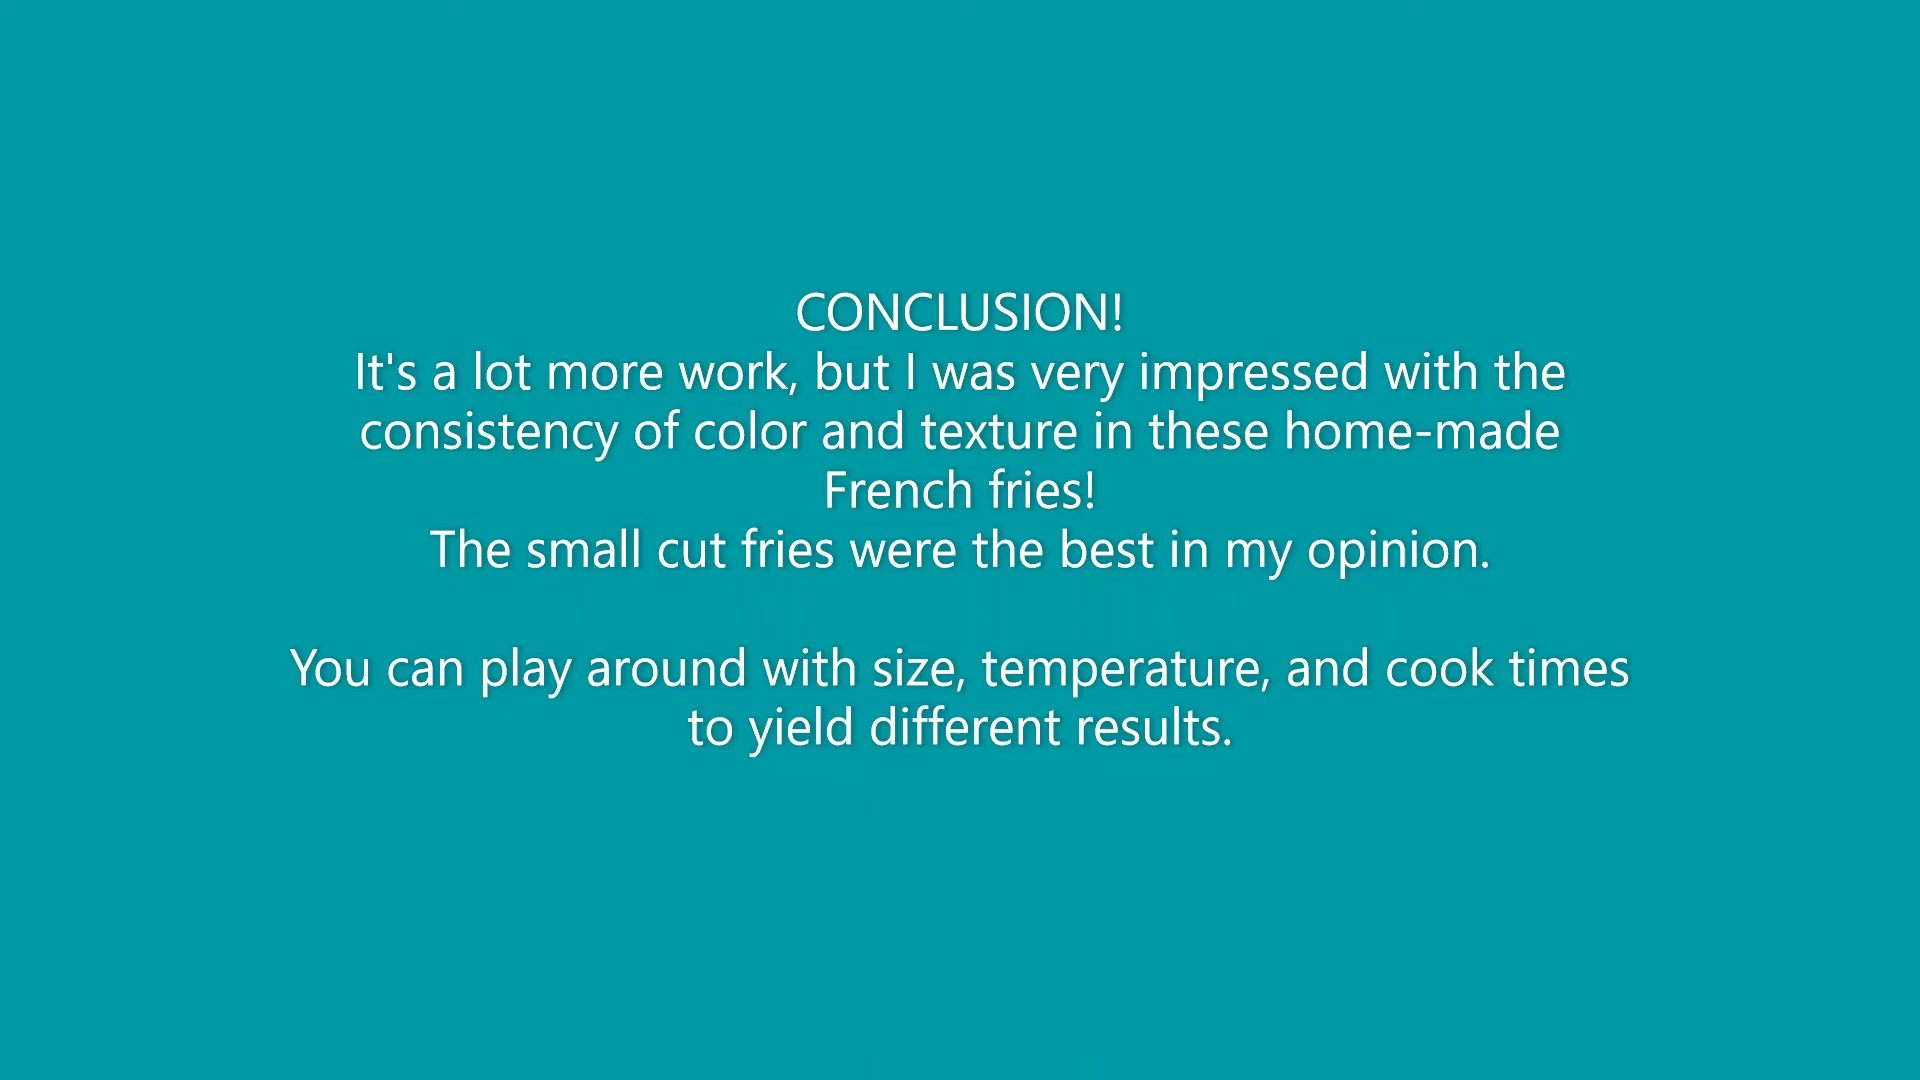 CONCLUSION!
It's a lot more work, but I was very impressed with the
consistency of color and texture in these home-made
French fries!
The small cut fries were the best in my opinion.
You can play around with size, temperature, and cook times
to yield different results.